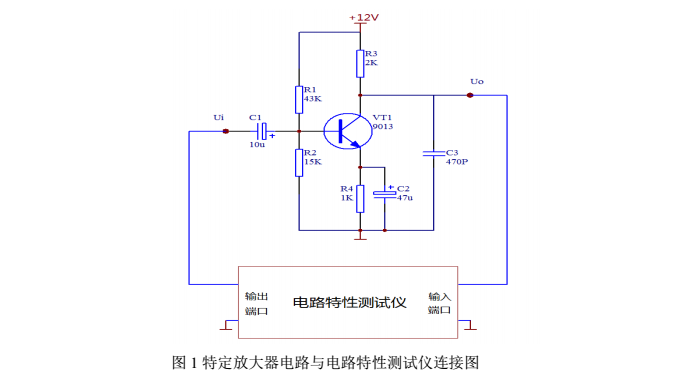 +12V
R3
2K
Uo
R1
43K
Ui
C1
10u
+
VT1
9013
R2
15K
C3
470P
R4
1K
+
C2
47u
输出
端口
电路特性测试仪
输入
端口
图 1 特定放大器电路与电路特性测试仪连接图